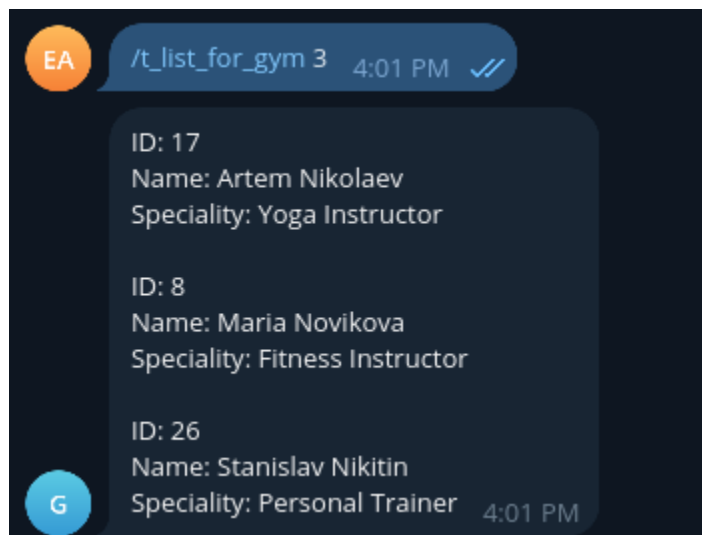 EA
/t_list_for_gym 3 4:01 PM
ID: 17
Name: Artem Nikolaev
Speciality: Yoga Instructor
ID: 8
Name: Maria Novikova
Speciality: Fitness Instructor
ID: 26
Name: Stanislav Nikitin
G
Speciality: Personal Trainer 4:01 PM